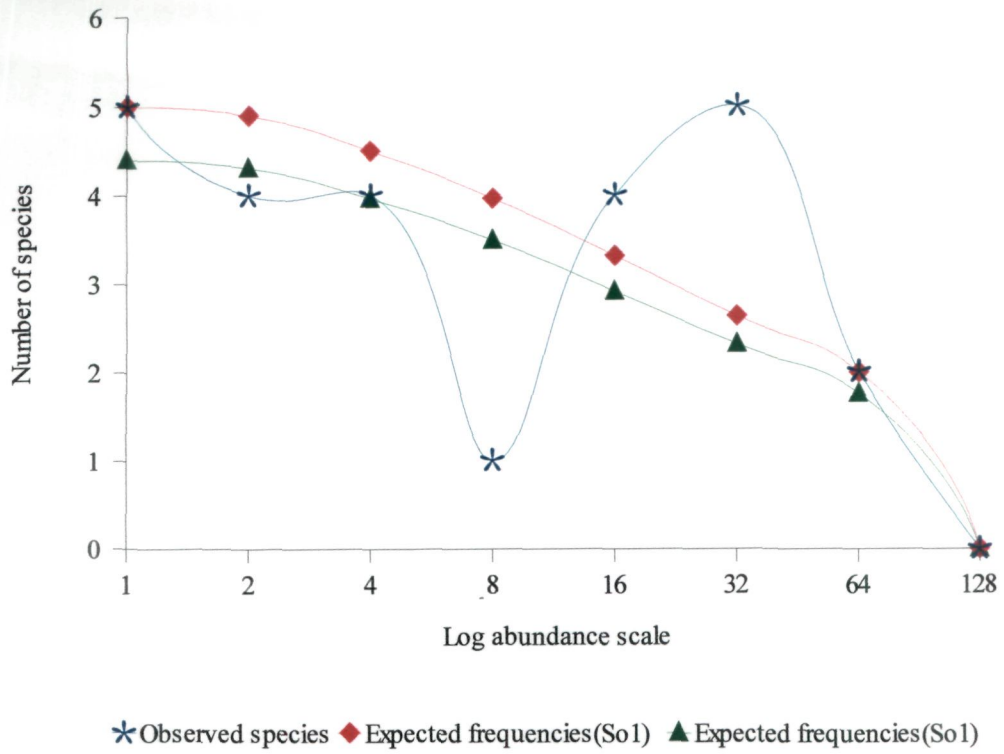 6
5
4
3
2
1
0
Number of species
1 2 4 8 16 32 64 128
Log abundance scale
Observed species Expected frequencies(So1) Expected frequencies(So1)